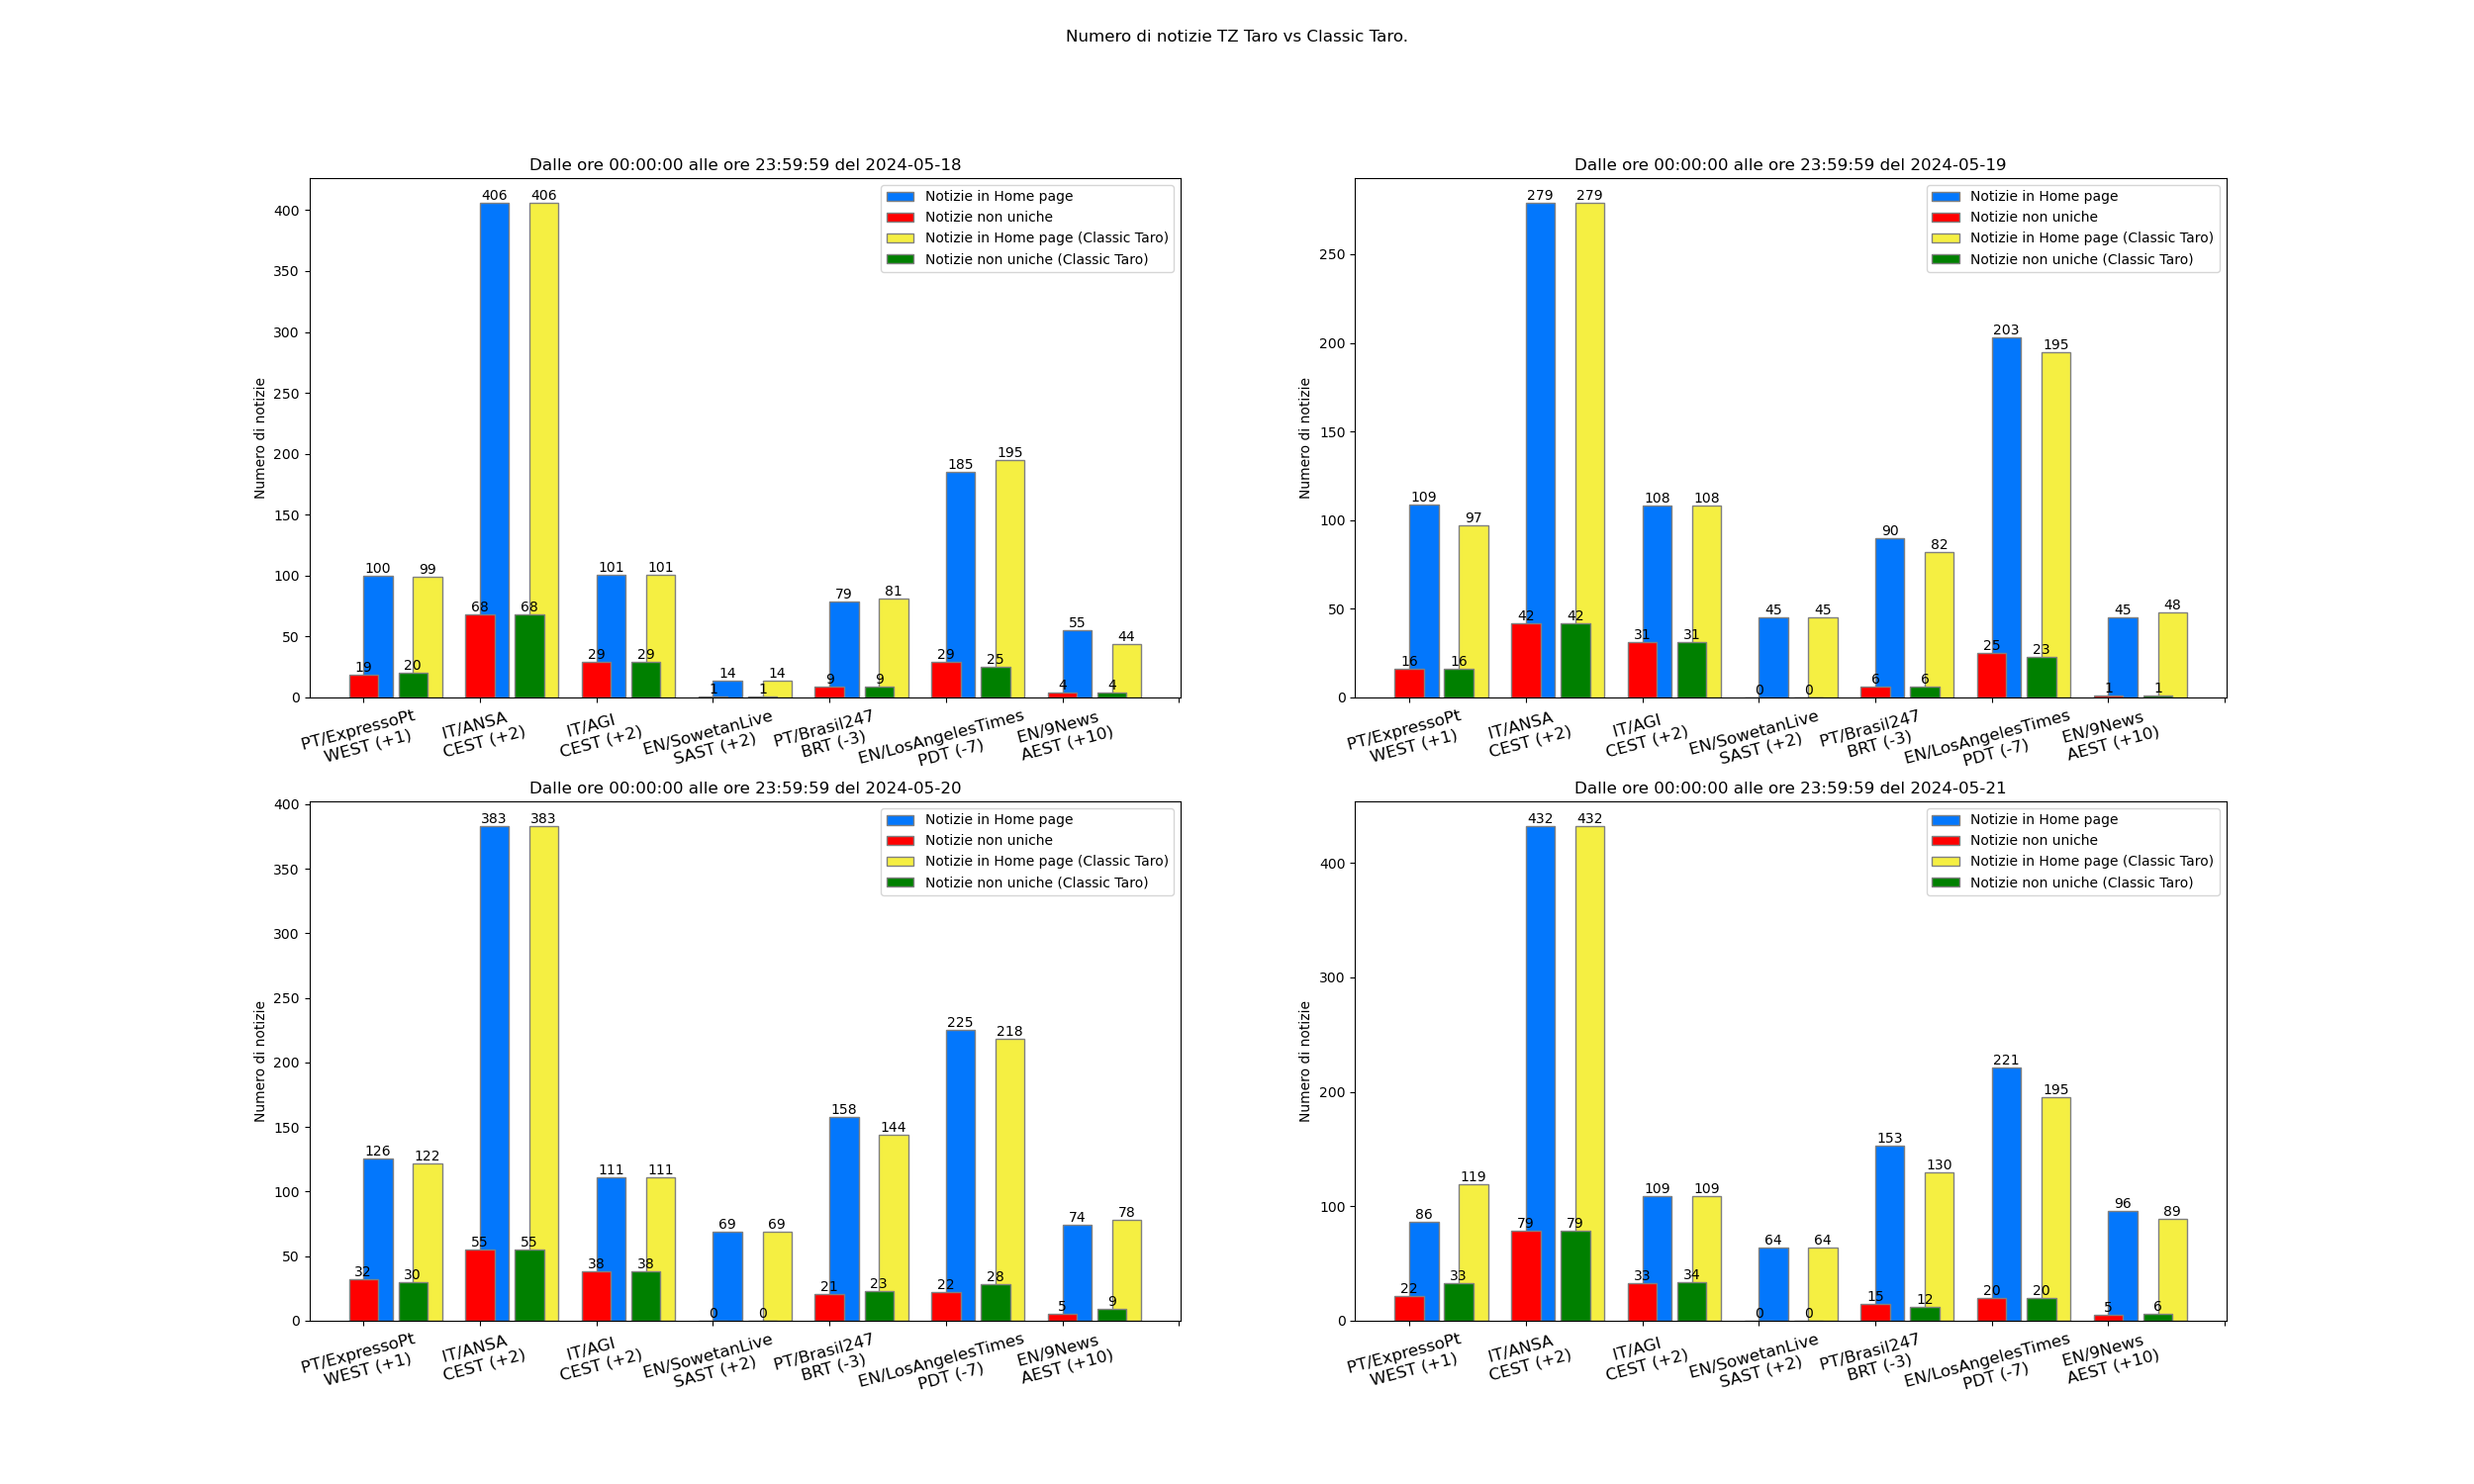 Numero di notizie TZ Taro vs Classic Taro.
Dalle ore 00:00:00 alle ore 23:59:59 del 2024-05-18
Numero di notizie
400
350
300
250
200
150
100
50
0
Notizie in Home page
Notizie non uniche
Notizie in Home page (Classic Taro)
Notizie non uniche (Classic Taro)
19 100 20 99
68 406 68 406
29 101 29 101
1 14 1 14
9 79 9 81
29 185 25 195
4 55 4 44
PT/ExpressoPt
WEST (+1)
IT/ANSA
CEST (+2)
IT/AGI
CEST (+2)
EN/SowetanLive
SAST (+2)
PT/Brasil247
BRT (-3)
EN/LosAngelesTimes
PDT (-7)
EN/9News
AEST (+10)
Dalle ore 00:00:00 alle ore 23:59:59 del 2024-05-19
Numero di notizie
250
200
150
100
50
0
Notizie in Home page
Notizie non uniche
Notizie in Home page (Classic Taro)
Notizie non uniche (Classic Taro)
16 109 16 97
42 279 42 279
31 108 31 108
0 45 0 45
6 90 6 82
25 203 23 195
1 45 1 48
PT/ExpressoPt
WEST (+1)
IT/ANSA
CEST (+2)
IT/AGI
CEST (+2)
EN/SowetanLive
SAST (+2)
PT/Brasil247
BRT (-3)
EN/LosAngelesTimes
PDT (-7)
EN/9News
AEST (+10)
Dalle ore 00:00:00 alle ore 23:59:59 del 2024-05-20
Numero di notizie
400
350
300
250
200
150
100
50
0
Notizie in Home page
Notizie non uniche
Notizie in Home page (Classic Taro)
Notizie non uniche (Classic Taro)
32 126 30 122
55 383 55 383
38 111 38 111
0 69 0 69
21 158 23 144
22 225 28 218
5 74 9 78
PT/ExpressoPt
WEST (+1)
IT/ANSA
CEST (+2)
IT/AGI
CEST (+2)
EN/SowetanLive
SAST (+2)
PT/Brasil247
BRT (-3)
EN/LosAngelesTimes
PDT (-7)
EN/9News
AEST (+10)
Dalle ore 00:00:00 alle ore 23:59:59 del 2024-05-21
Numero di notizie
400
300
200
100
0
Notizie in Home page
Notizie non uniche
Notizie in Home page (Classic Taro)
Notizie non uniche (Classic Taro)
22 86 33 119
79 432 79 432
33 109 34 109
0 64 0 64
15 153 12 130
20 221 20 195
5 96 6 89
PT/ExpressoPt
WEST (+1)
IT/ANSA
CEST (+2)
IT/AGI
CEST (+2)
EN/SowetanLive
SAST (+2)
PT/Brasil247
BRT (-3)
EN/LosAngelesTimes
PDT (-7)
EN/9News
AEST (+10)